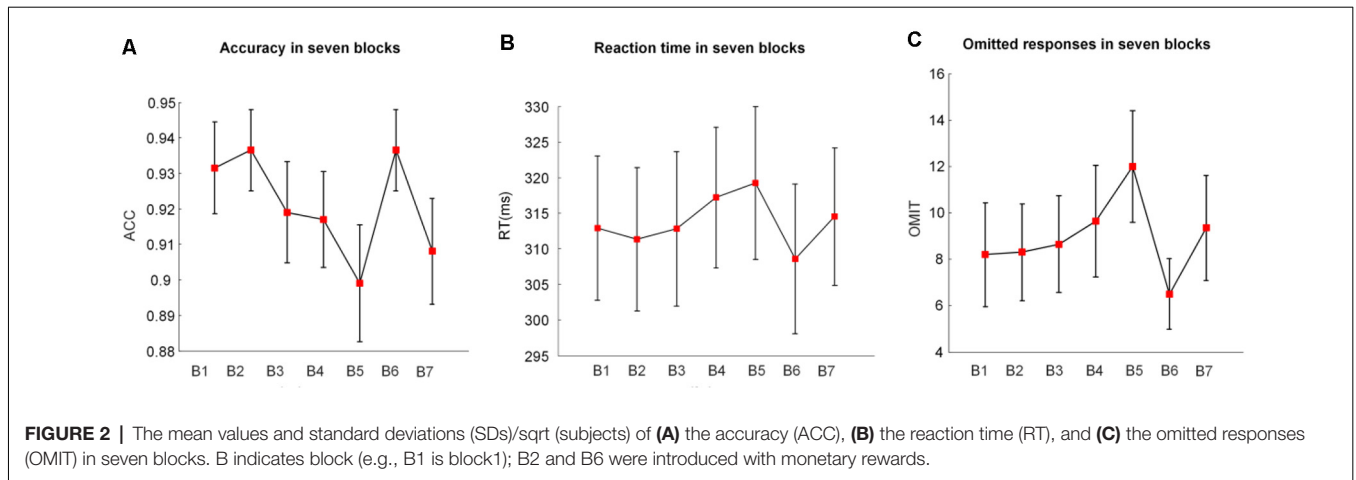 A
Accuracy in seven blocks
0.95
0.94
0.93
0.92
0.91
0.9
0.89
0.88
ACC
B1 B2 B3 B4 B5 B6 B7
B
Reaction time in seven blocks
330
325
320
315
310
305
300
295
RT(ms)
B1 B2 B3 B4 B5 B6 B7
C
Omitted responses in seven blocks
16
14
12
10
8
6
4
OMIT
B1 B2 B3 B4 B5 B6 B7
FIGURE 2 | The mean values and standard deviations (SDs)/sqrt (subjects) of (A) the accuracy (ACC), (B) the reaction time (RT), and (C) the omitted responses
(OMIT) in seven blocks. B indicates block (e.g., B1 is block1); B2 and B6 were introduced with monetary rewards.